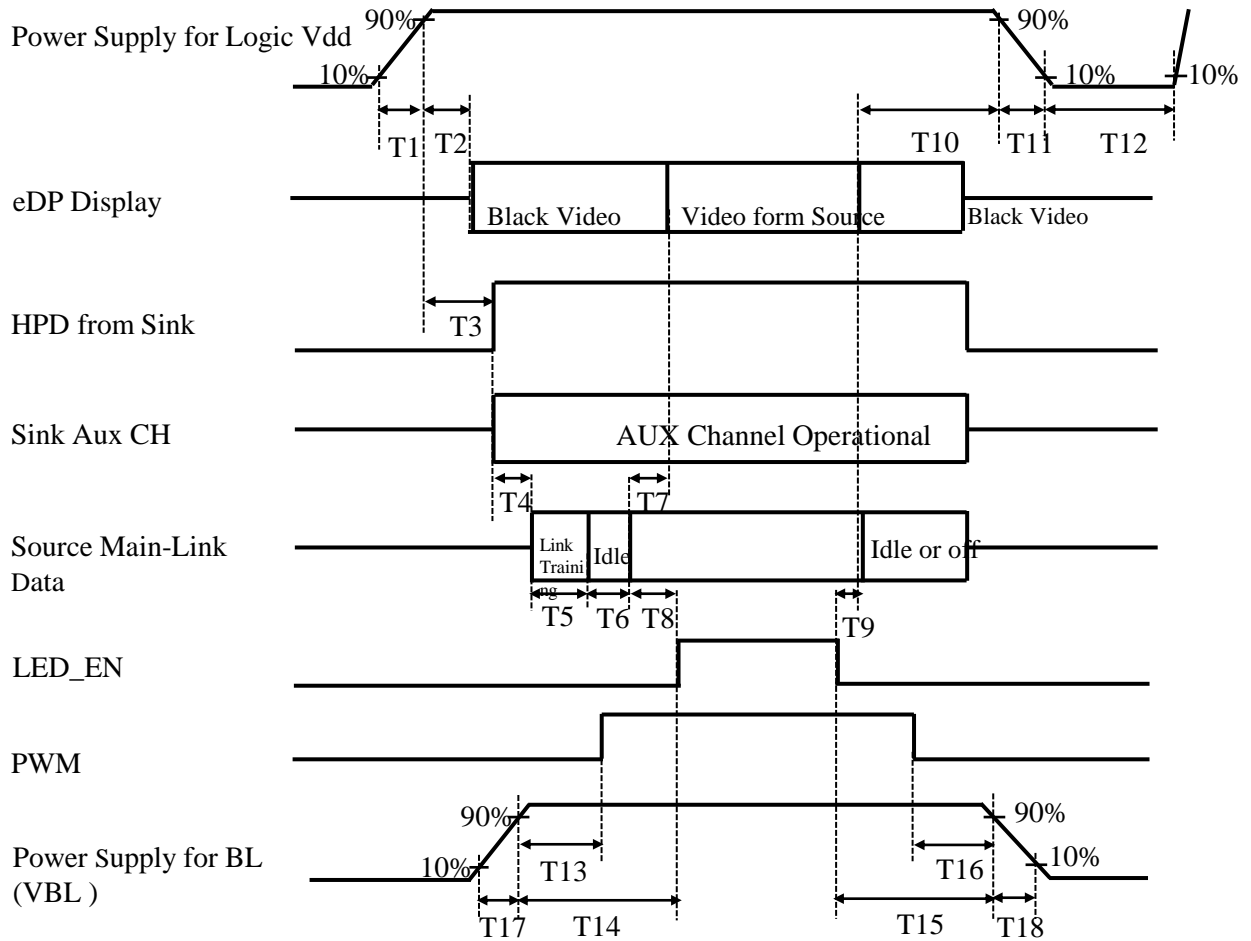 90%
90%
Power Supply for Logic Vdd
10%
10%
10%
T1
T2
T10
T11
T12
eDP Display
Black Video
Video form Source
Black Video
HPD from Sink
T3
Sink Aux CH
AUX Channel Operational
T4
T7
Source Main-Link
Data
Link
Traini
ng
Idle
Idle or off
T5
T6
T8
T9
LED_EN
PWM
90%
90%
Power Supply for BL
(VBL )
10%
10%
T13
T16
T17
T14
T15
T18